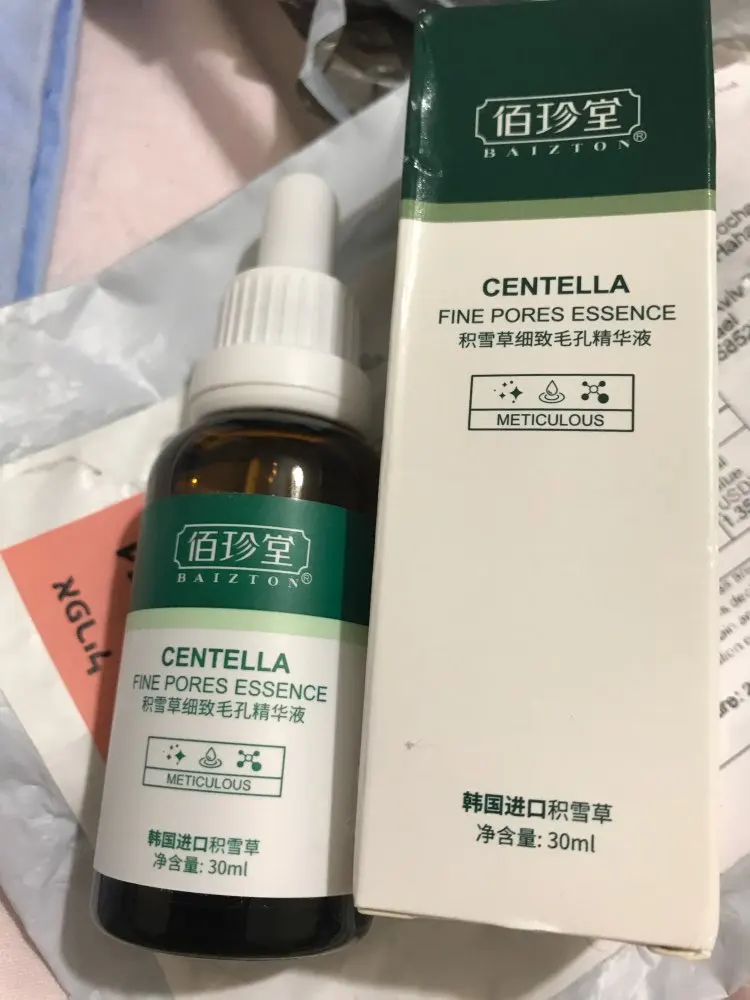 佰珍堂®
BAIZTON
CENTELLA
FINE PORES ESSENCE
积雪草细致毛孔精华液
METICULOUS
韩国进口积雪草
净含量: 30ml
佰珍堂
BAIZTON®
CENTELLA
FINE PORES ESSENCE
积雪草细致毛孔精华液
METICULOUS
韩国进口积雪草
净含量: 30ml